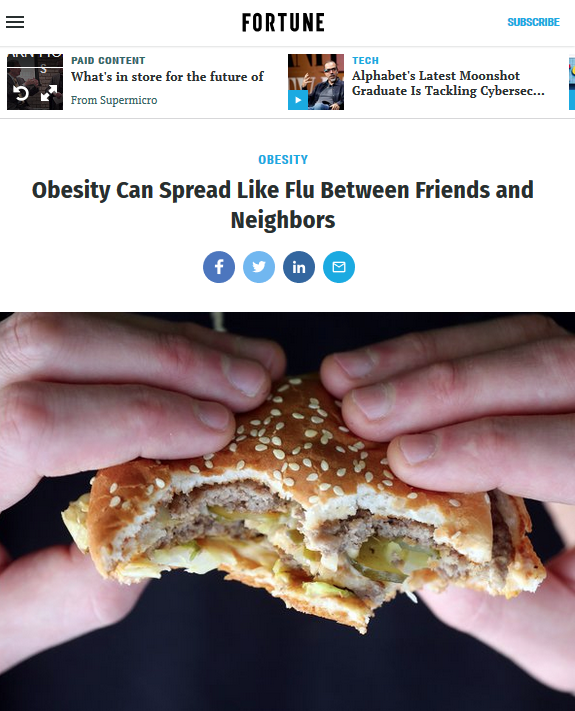 FORTUNE
SUBSCRIBE
PAID CONTENT
What's in store for the future of
From Supermicro
TECH
Alphabet's Latest Moonshot
Graduate Is Tackling Cybersec...
OBESITY
Obesity Can Spread Like Flu Between Friends and
Neighbors
f
in